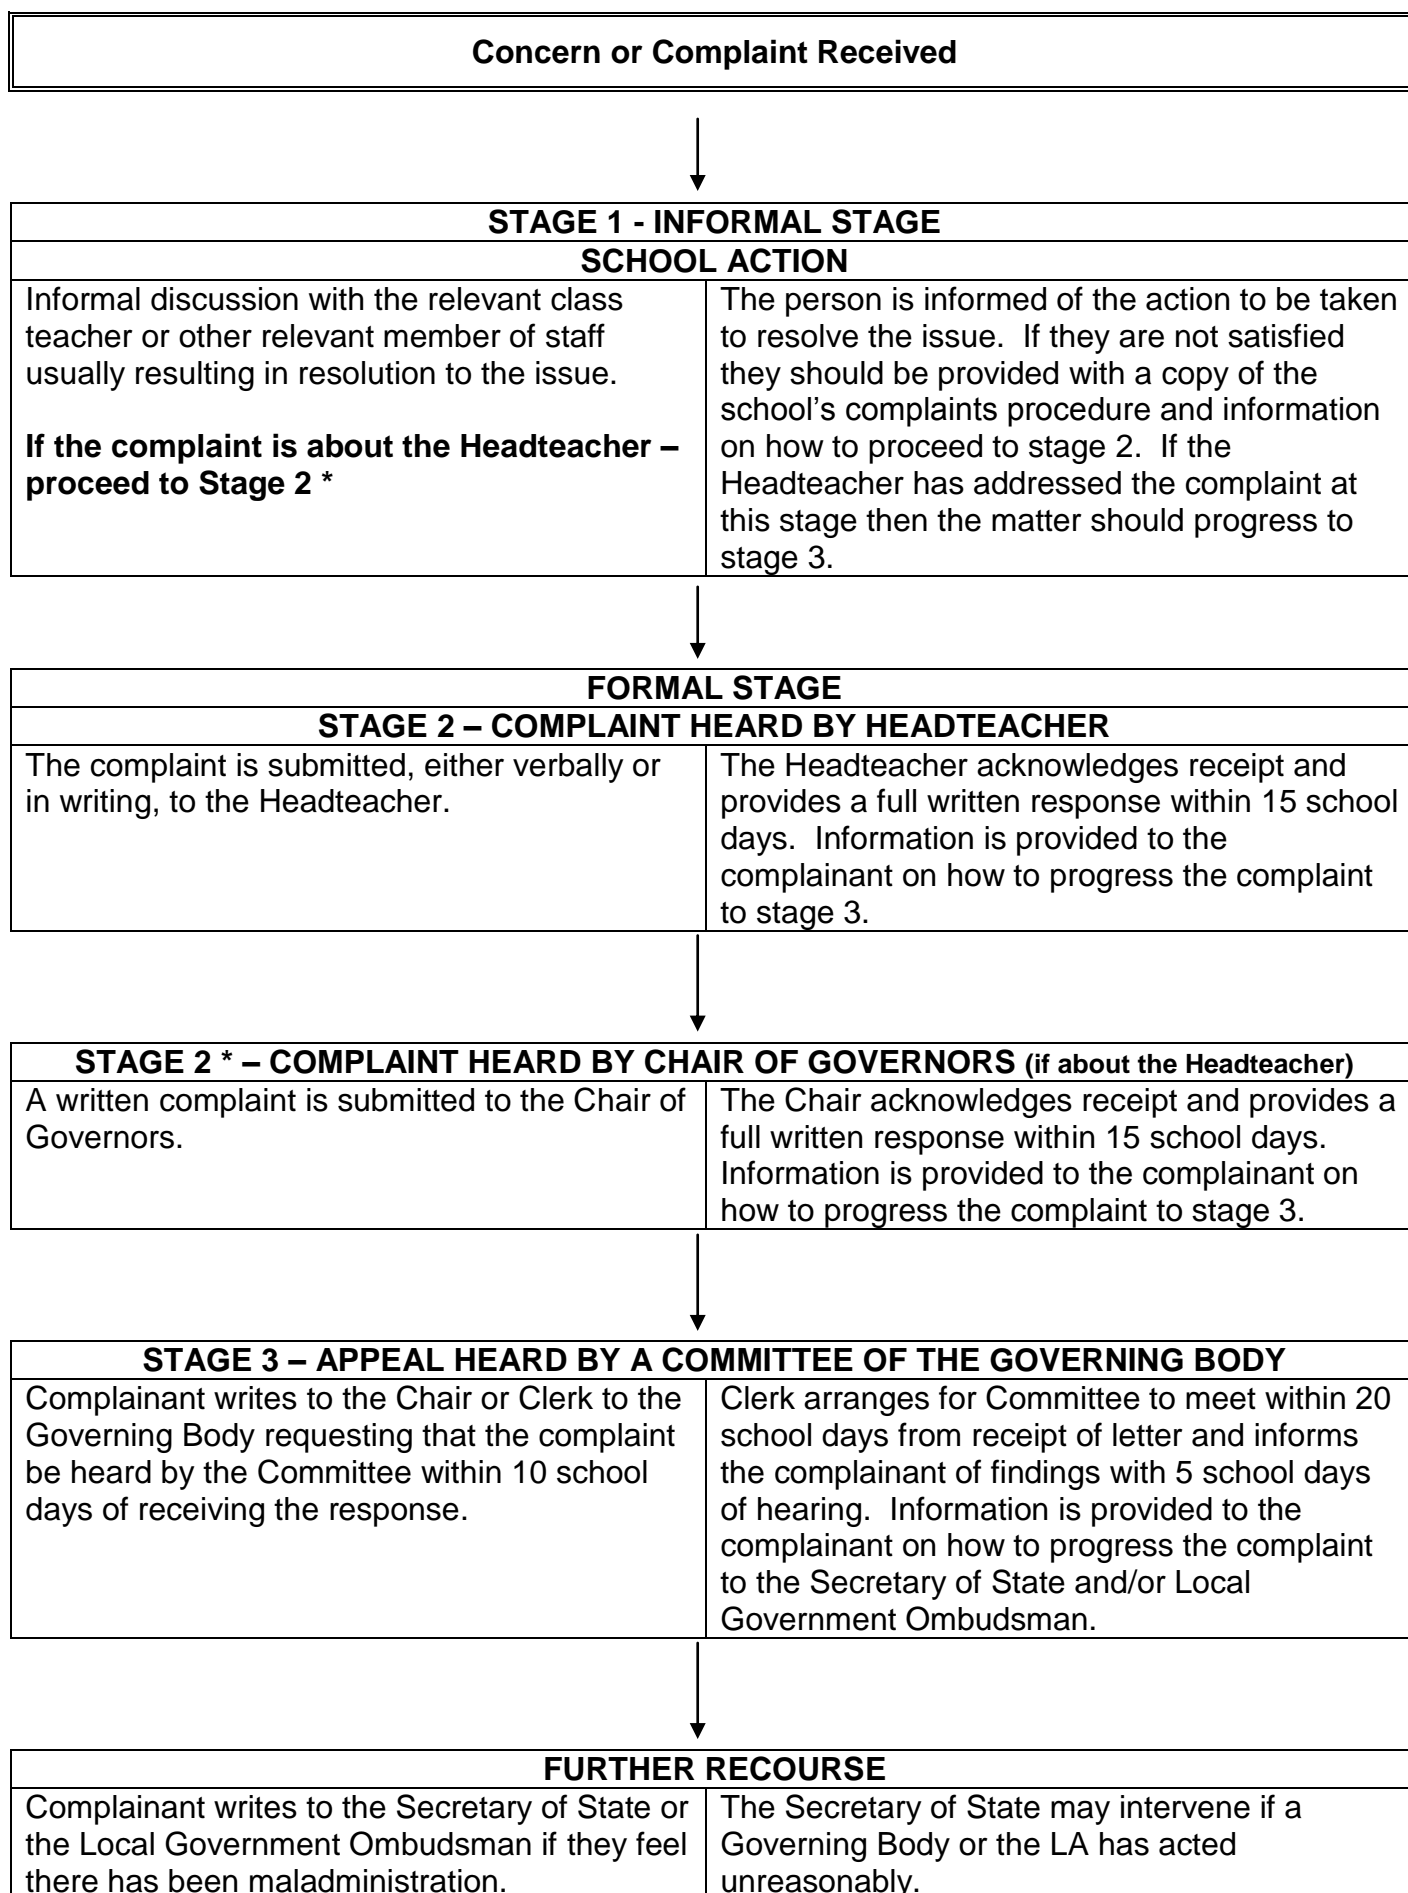 Concern or Complaint Received
STAGE 1 - INFORMAL STAGE
SCHOOL ACTION
Informal discussion with the relevant class
teacher or other relevant member of staff
usually resulting in resolution to the issue.
If the complaint is about the Headteacher –
proceed to Stage 2 *
The person is informed of the action to be taken
to resolve the issue.  If they are not satisfied
they should be provided with a copy of the
school’s complaints procedure and information
on how to proceed to stage 2.  If the
Headteacher has addressed the complaint at
this stage then the matter should progress to
stage 3.
FORMAL STAGE
STAGE 2 – COMPLAINT HEARD BY HEADTEACHER
The complaint is submitted, either verbally or
in writing, to the Headteacher.
The Headteacher acknowledges receipt and
provides a full written response within 15 school
days.  Information is provided to the
complainant on how to progress the complaint
to stage 3.
STAGE 2 * – COMPLAINT HEARD BY CHAIR OF GOVERNORS (if about the Headteacher)
A written complaint is submitted to the Chair of
Governors.
The Chair acknowledges receipt and provides a
full written response within 15 school days.
Information is provided to the complainant on
how to progress the complaint to stage 3.
STAGE 3 – APPEAL HEARD BY A COMMITTEE OF THE GOVERNING BODY
Complainant writes to the Chair or Clerk to the
Governing Body requesting that the complaint
be heard by the Committee within 10 school
days of receiving the response.
Clerk arranges for Committee to meet within 20
school days from receipt of letter and informs
the complainant of findings with 5 school days
of hearing.  Information is provided to the
complainant on how to progress the complaint
to the Secretary of State and/or Local
Government Ombudsman.
FURTHER RECOURSE
Complainant writes to the Secretary of State or
the Local Government Ombudsman if they feel
there has been maladministration.
The Secretary of State may intervene if a
Governing Body or the LA has acted
unreasonably.